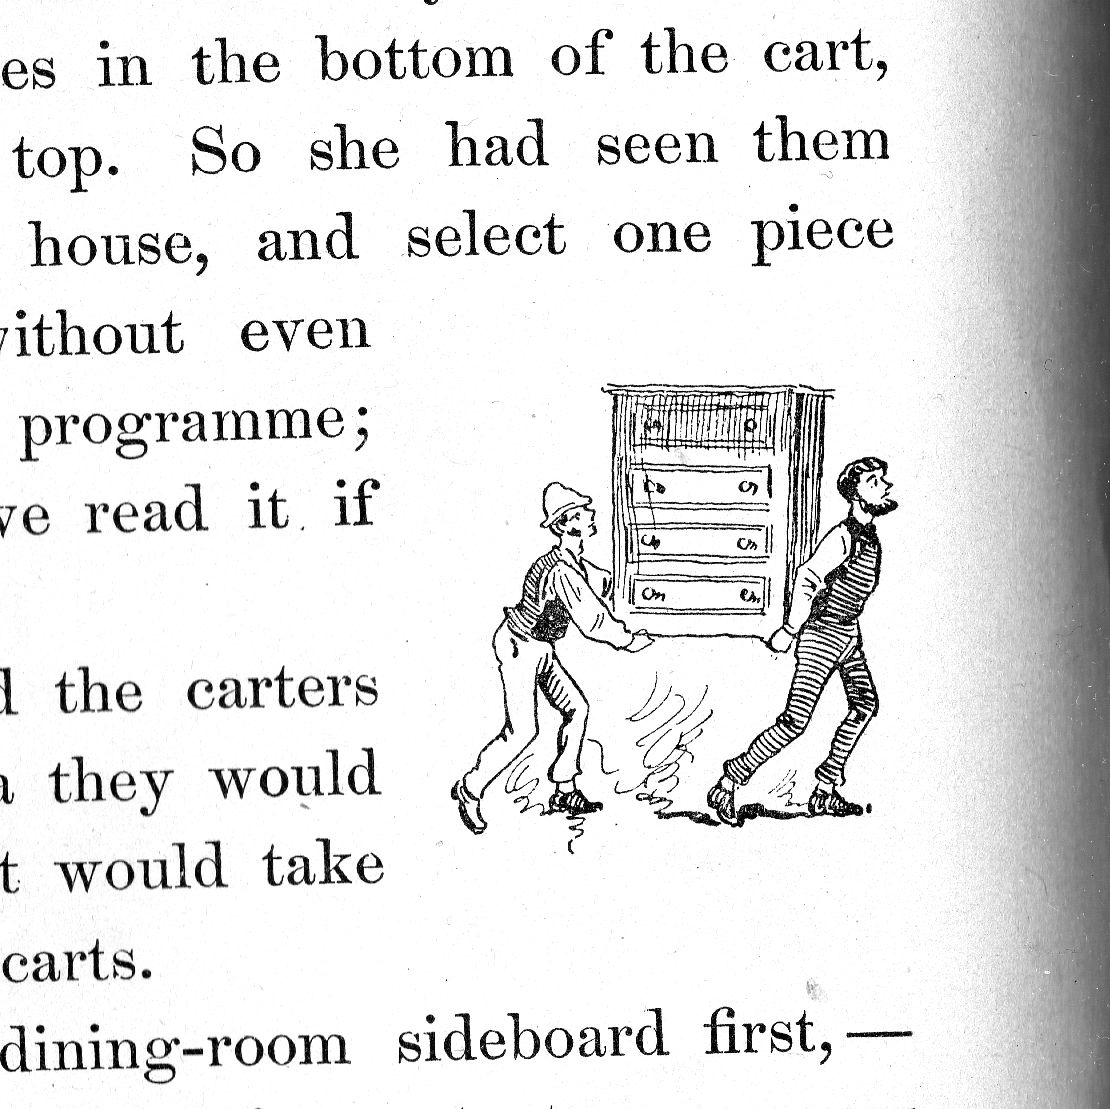 es in the bottom of the cart,
top. So she had seen them
house, and select one piece
ithout even
programme;
ve read it if
the carters
they would
t would take
carts.
dining-room sideboard first,—